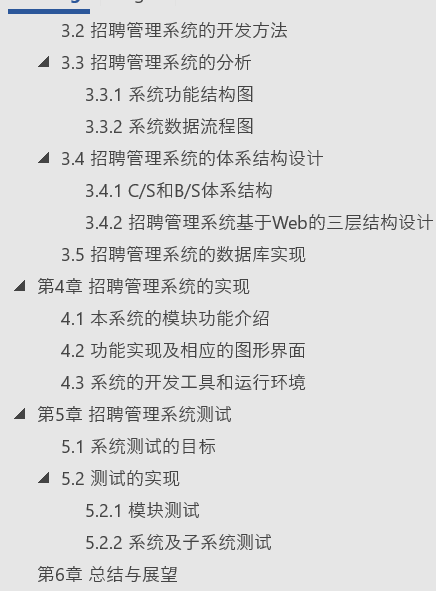 3.2 招聘管理系统的开发方法
3.3 招聘管理系统的分析
3.3.1 系统功能结构图
3.3.2 系统数据流程图
3.4 招聘管理系统的体系结构设计
3.4.1 C/S和B/S体系结构
3.4.2 招聘管理系统基于Web的三层结构设计
3.5 招聘管理系统的数据库实现
第4章 招聘管理系统的实现
4.1 本系统的模块功能介绍
4.2 功能实现及相应的图形界面
4.3 系统的开发工具和运行环境
第5章 招聘管理系统测试
5.1 系统测试的目标
5.2 测试的实现
5.2.1 模块测试
5.2.2 系统及子系统测试
第6章 总结与展望